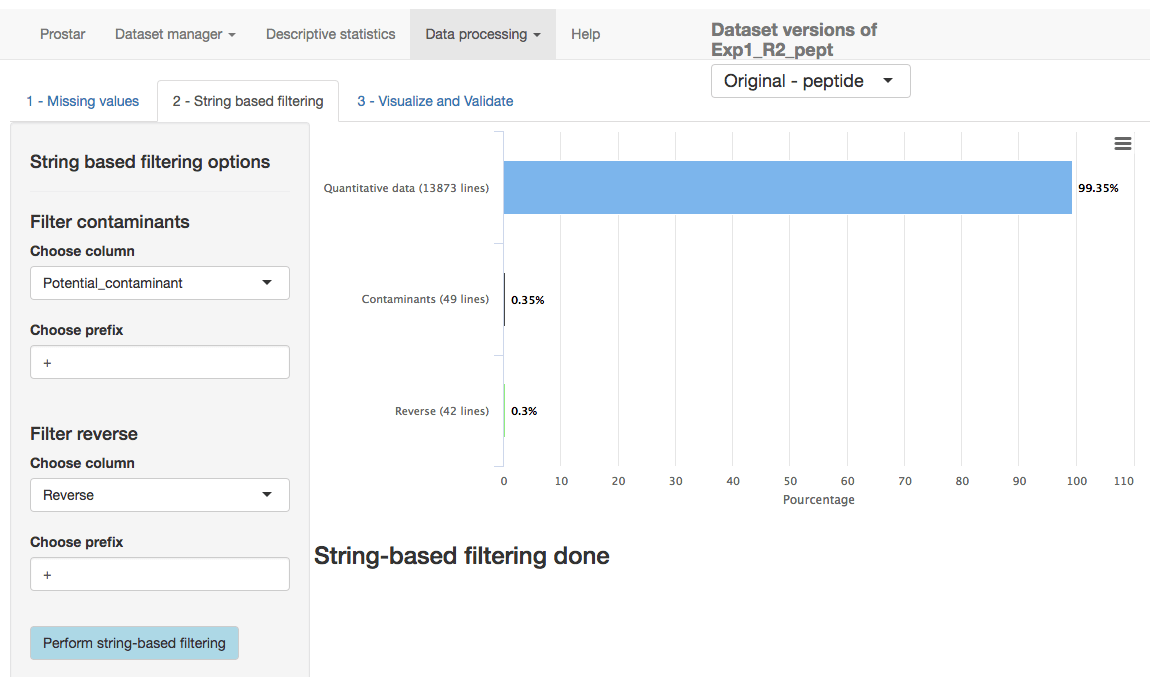 Prostar
Dataset manager
Descriptive statistics
Data processing
Help
Dataset versions of
Exp1_R2_pept
Original - peptide
1 - Missing values
2 - String based filtering
3 - Visualize and Validate
String based filtering options
Filter contaminants
Choose column
Potential_contaminant
Choose prefix
+
Filter reverse
Choose column
Reverse
Choose prefix
+
Perform string-based filtering
Quantitative data (13873 lines)
99.35%
Contaminants (49 lines)
0.35%
Reverse (42 lines)
0.3%
0 10 20 30 40 50 60 70 80 90 100 110
Pourcentage
String-based filtering done